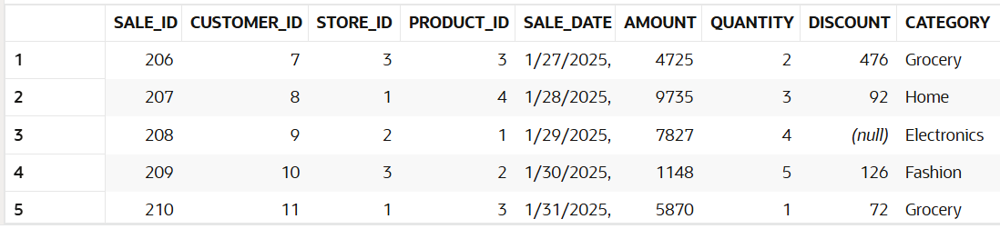 SALE_ID CUSTOMER_ID STORE_ID PRODUCT_ID SALE_DATE AMOUNT QUANTITY DISCOUNT CATEGORY
1 206 7 3 3 1/27/2025, 4725 2 476 Grocery
2 207 8 1 4 1/28/2025, 9735 3 92 Home
3 208 9 2 1 1/29/2025, 7827 4 (null) Electronics
4 209 10 3 2 1/30/2025, 1148 5 126 Fashion
5 210 11 1 3 1/31/2025, 5870 1 72 Grocery